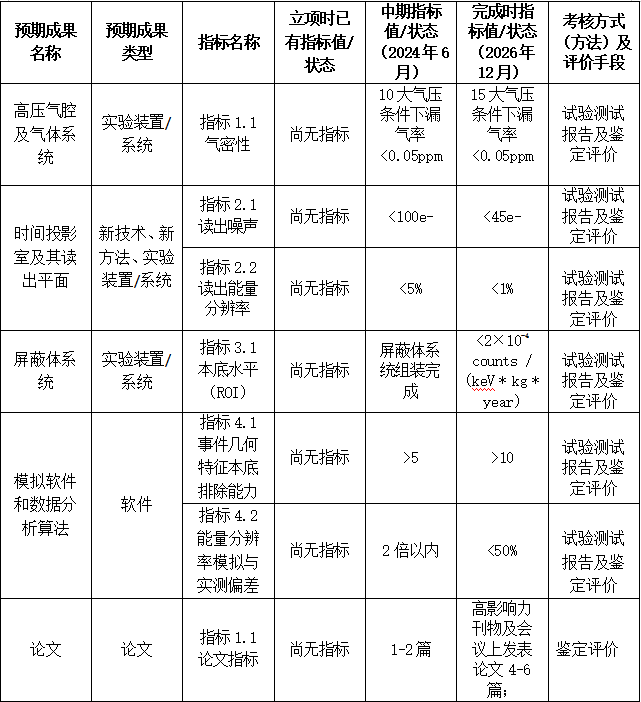 预期成果
名称
预期成果
类型
指标名称
立项时已
有指标值/
状态
中期指标
值/状态
（2024 年 6
月）
完成时指
标值/状态
（2026 年
12 月）
考核方式
（方法）及
评价手段
高压气腔
及气体系
统
实验装置/
系统
指标 1.1
气密性
尚无指标
10 大气压
条件下漏
气率
<0.05ppm
15 大气压
条件下漏
气率
<0.05ppm
试验测试
报告及鉴
定评价
时间投影
室及其读
出平面
新技术、新
方法、实验
装置/系统
指标 2.1
读出噪声
尚无指标
<100e-
<45e-
试验测试
报告及鉴
定评价
指标 2.2
读出能量
分辨率
尚无指标
<5%
<1%
试验测试
报告及鉴
定评价
屏蔽体系
统
实验装置/
系统
指标 3.1
本底水平
（ROI）
尚无指标
屏蔽体系
统组装完
成
<2×10⁻⁴
counts /
(keV * kg *
year)
试验测试
报告及鉴
定评价
模拟软件
和数据分
析算法
软件
指标 4.1
事件几何
特征本底
排除能力
尚无指标
>5
>10
试验测试
报告及鉴
定评价
指标 4.2
能量分辨
率模拟与
实测偏差
尚无指标
2 倍以内
<50%
试验测试
报告及鉴
定评价
论文
论文
指标 1.1
论文指标
尚无指标
1-2 篇
高影响力
刊物及会
议上发表
论文 4-6
篇；
鉴定评价